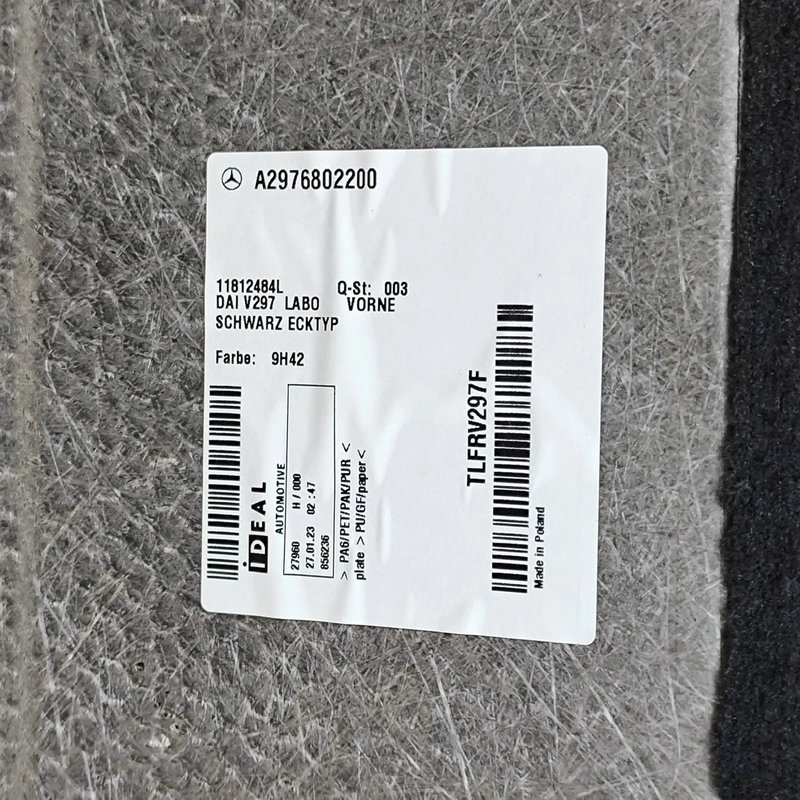 A2976802200
11812484L Q-St: 003
DAI V297 LABO VORNE
SCHWARZ ECKTYP
Farbe: 9H42
iDEAL
AUTOMOTIVE
27960 H/000
27.01.23 02:47
856236
> PA6/PET/PAK/PUR <
plate > PU/GF/paper<
TLFRV297F
Made in Poland